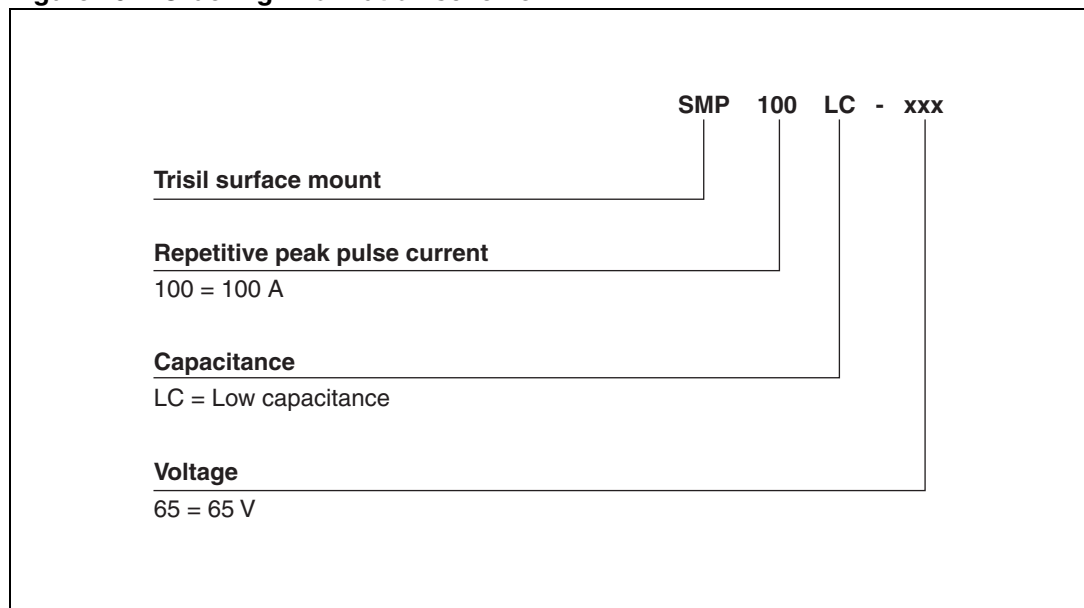 SMP 100 LC - xxx
Trisil surface mount
Repetitive peak pulse current
100 = 100 A
Capacitance
LC = Low capacitance
Voltage
65 = 65 V